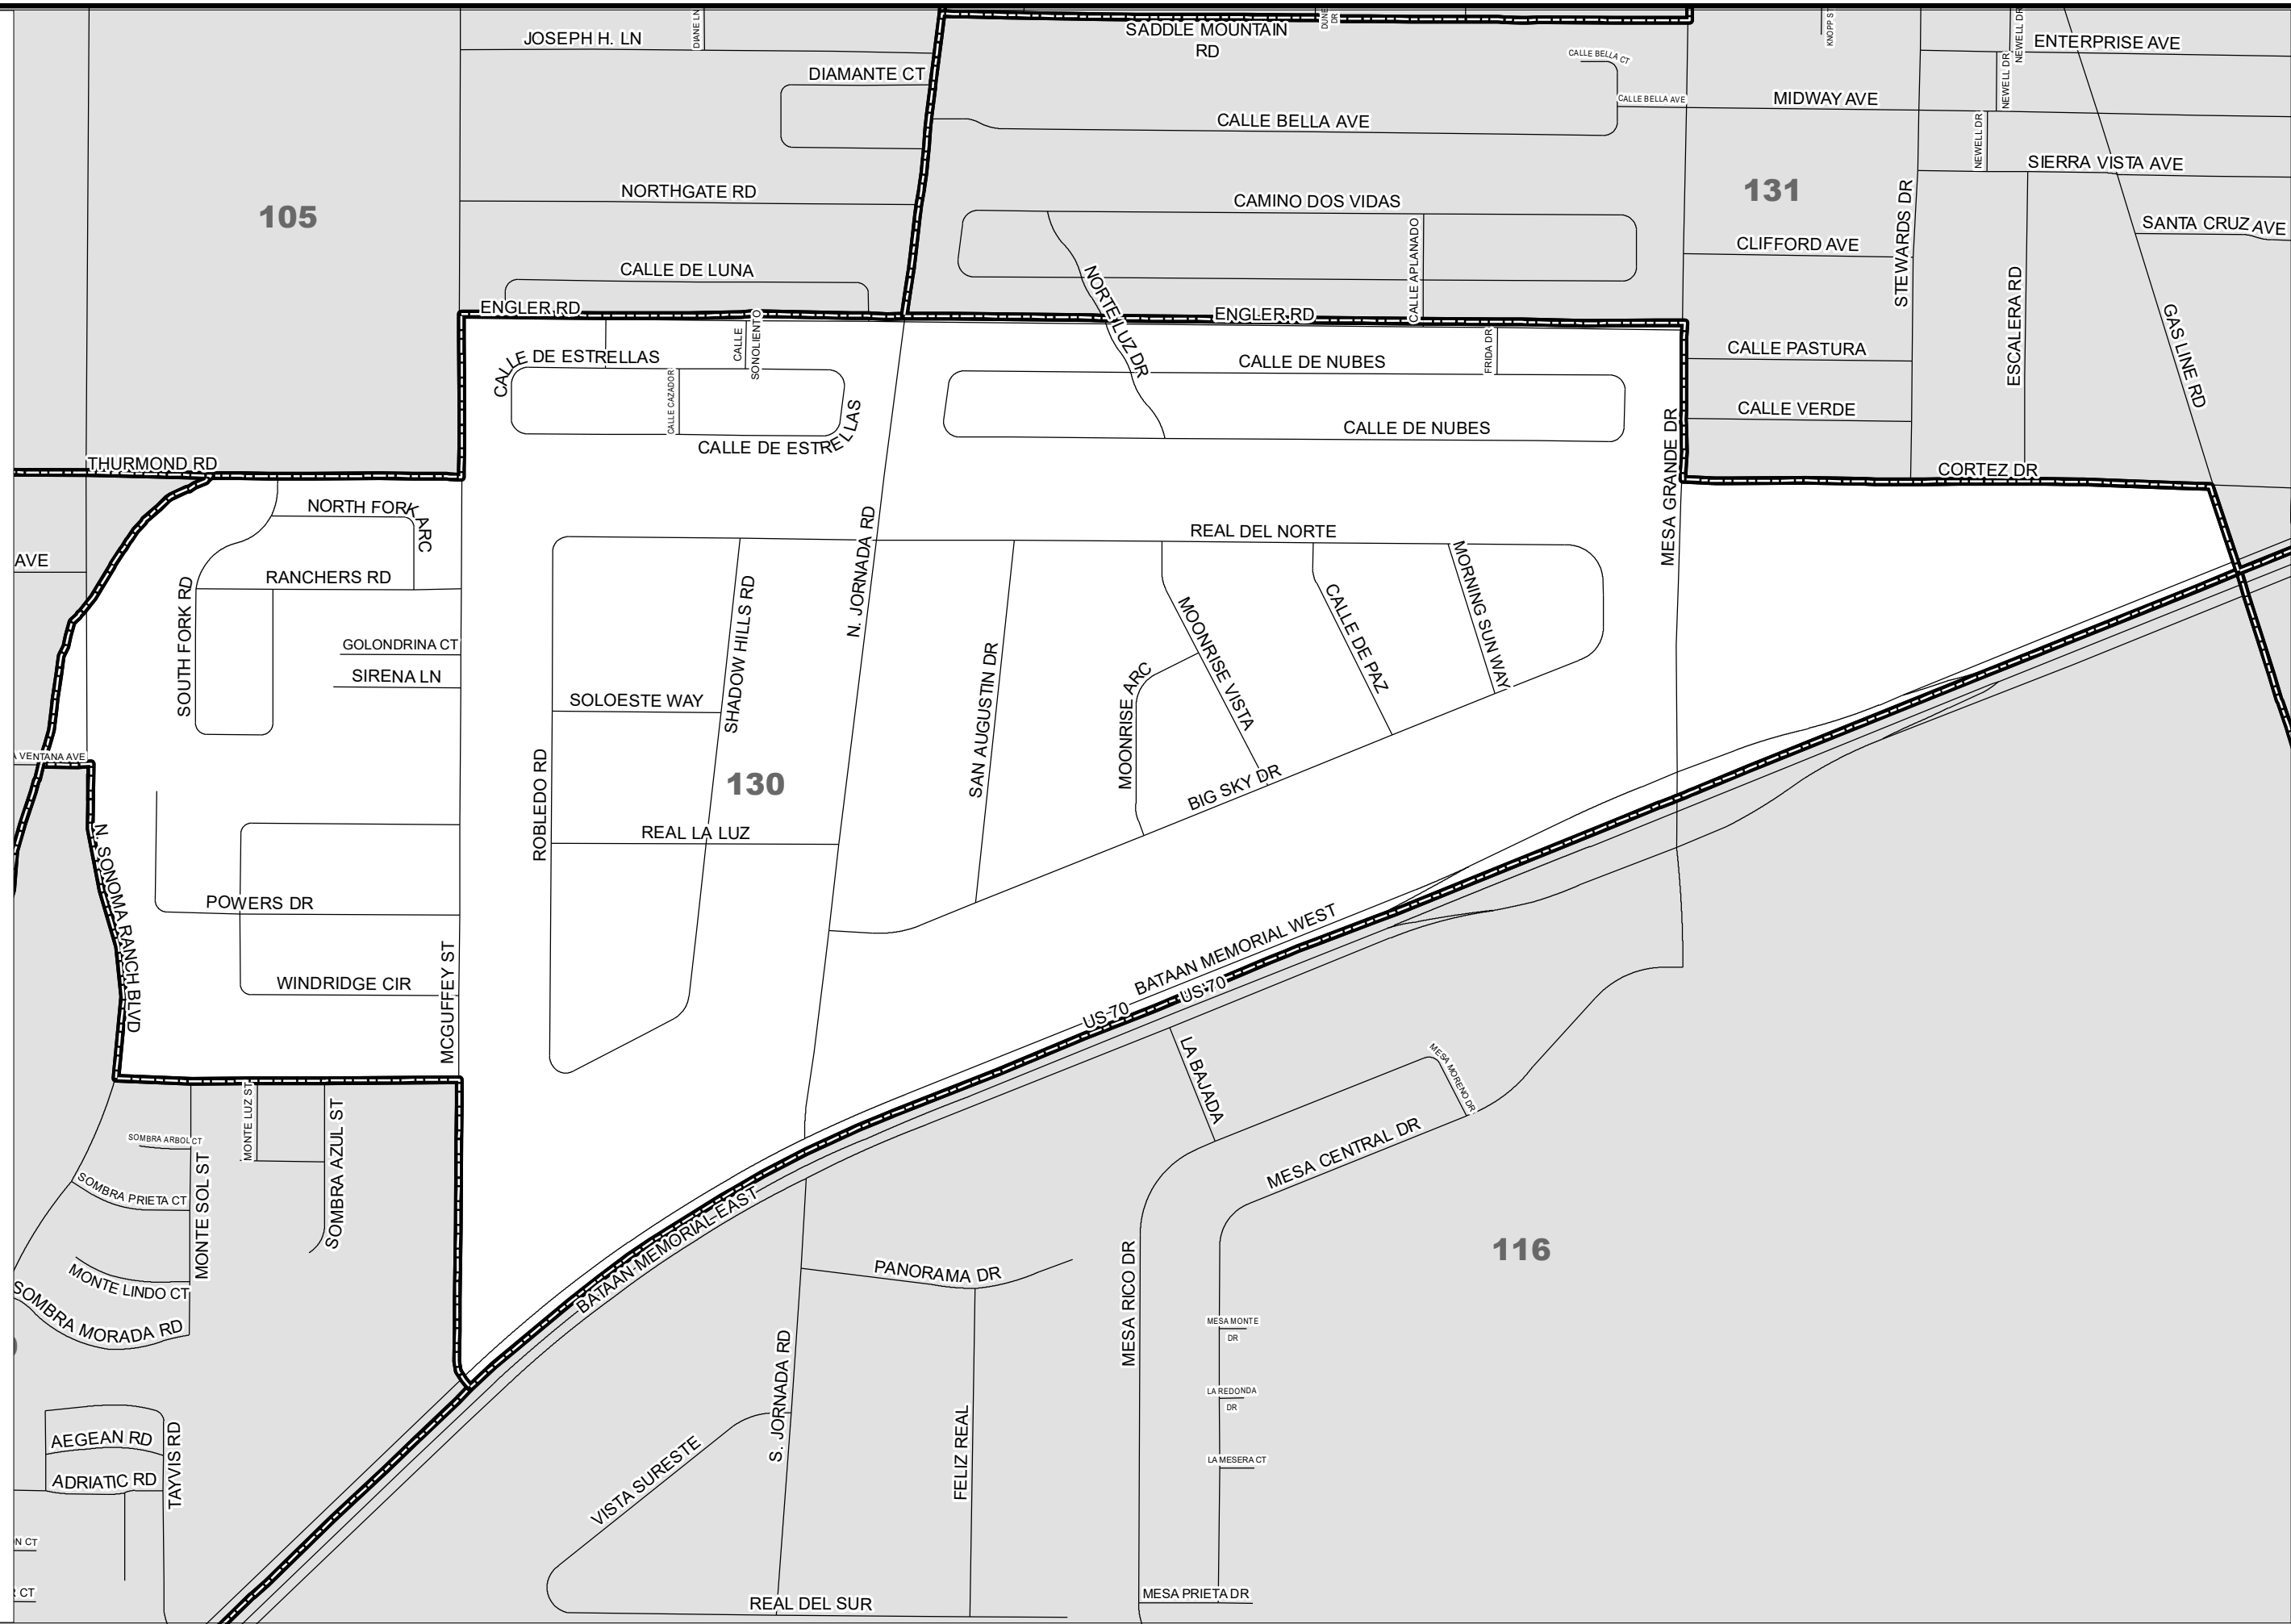 JOSEPH H. LN
DIANE LN
SADDLE MOUNTAIN
RD
DUNE
DR
KNOPP ST
NEWELL DR
ENTERPRISE AVE
CALLE BELLA CT
DIAMANTE CT
CALLE BELLA AVE
MIDWAY AVE
NEWELL DR
CALLE BELLA AVE
NEWELL DR
SIERRA VISTA AVE
NORTHGATE RD
105
131
CAMINO DOS VIDAS
STEWARDS DR
SANTA CRUZ AVE
CLIFFORD AVE
CALLE DE LUNA
CALLE APLANADO
NORTE LUZ DR
ESCALERA RD
GAS LINE RD
ENGLER RD
ENGLER RD
CALLE
SONOLIENTO
CALLE DE ESTRELLAS
CALLE DE NUBES
FRIDA DR
CALLE PASTURA
CALLE CAZADOR
CALLE VERDE
CALLE DE NUBES
CALLE DE ESTRELLAS
MESA GRANDE DR
THURMOND RD
CORTEZ DR
NORTH FORK ARC
N. JORNADA RD
REAL DEL NORTE
AVE
RANCHERS RD
SOUTH FORK RD
SHADOW HILLS RD
MOONRISE VISTA
CALLE DE PAZ
MORNING SUN WAY
GOLONDRINA CT
SIRENA LN
SAN AUGUSTIN DR
MOONRISE ARC
SOLOESTE WAY
A VENTANA AVE
ROBLEDO RD
130
BIG SKY DR
REAL LA LUZ
N. SONOMA RANCH BLVD
POWERS DR
BATAAN MEMORIAL WEST
WINDRIDGE CIR
MCGUFFEY ST
US 70
US 70
LA BAJADA
MESA MORENO DR
MONTE LUZ ST
SOMBRA AZUL ST
SOMBRA ARBOL CT
MESA CENTRAL DR
SOMBRA PRIETA CT
MONTE SOL ST
BATAAN MEMORIAL EAST
116
MONTE LINDO CT
PANORAMA DR
MESA RICO DR
SOMBRA MORADA RD
MESA MONTE
DR
S. JORNADA RD
LA REDONDA
DR
AEGEAN RD
TAYVIS RD
FELIZ REAL
LA MESERA CT
ADRIATIC RD
VISTA SURESTE
N CT
CT
MESA PRIETA DR
REAL DEL SUR